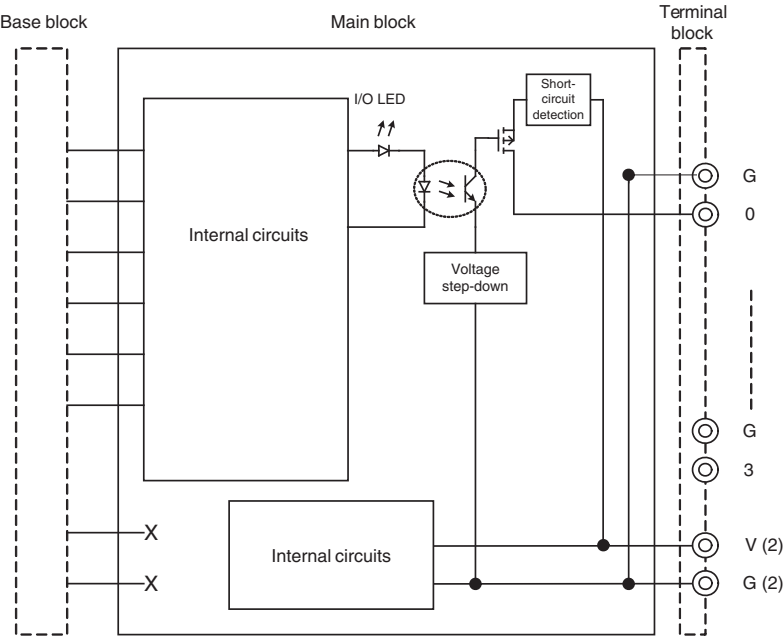 Base block
Main block
Terminal
block
Short-
circuit
detection
I/O LED
G
0
Internal circuits
Voltage
step-down
G
3
X
V (2)
Internal circuits
X
G (2)